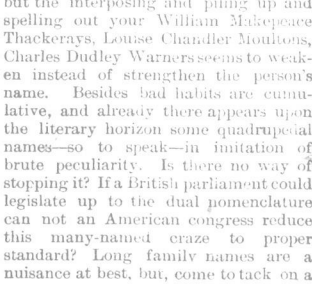 but the interposing and piling up and
spelling out your William Makepeace
Thackerays, Louise Chandler Moultons,
Charles Dudley Warners seems to weak-
en instead of strengthen the person's
name. Besides bad habits are cumu-
lative, and already there appears upon
the literary horizon some quadrupedal
names—so to speak—in imitation of
brute peculiarity. Is there no way of
stopping it? If a British parliament could
legislate up to the dual nomenclature
can not an American congress reduce
this many-named craze to proper
standard? Long family names are a
nuisance at best, but, come to tack on a